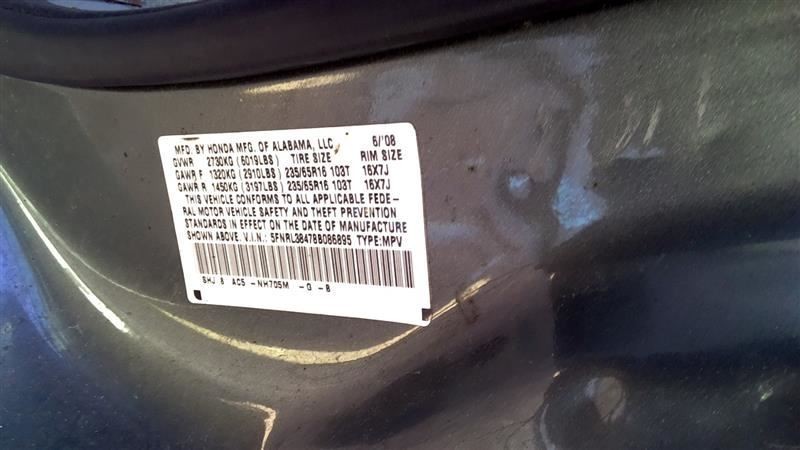 MFD. BY HONDA MFG. OF ALABAMA, LLC 6/'08
GVWR 2730KG (6019LBS) TIRE SIZE RIM SIZE
GAWR F 1320KG (2910LBS) 235/65R16 103T 16X7J
GAWR R 1450KG (3197LBS) 235/65R16 103T 16X7J
THIS VEHICLE CONFORMS TO ALL APPLICABLE FEDE-
RAL MOTOR VEHICLE SAFETY AND THEFT PREVENTION
STANDARDS IN EFFECT ON THE DATE OF MANUFACTURE
SHOWN ABOVE. V.I.N.: 5FNRL38478B086895 TYPE:MPV
SHJ 8 AC5 -NH705M -G -B